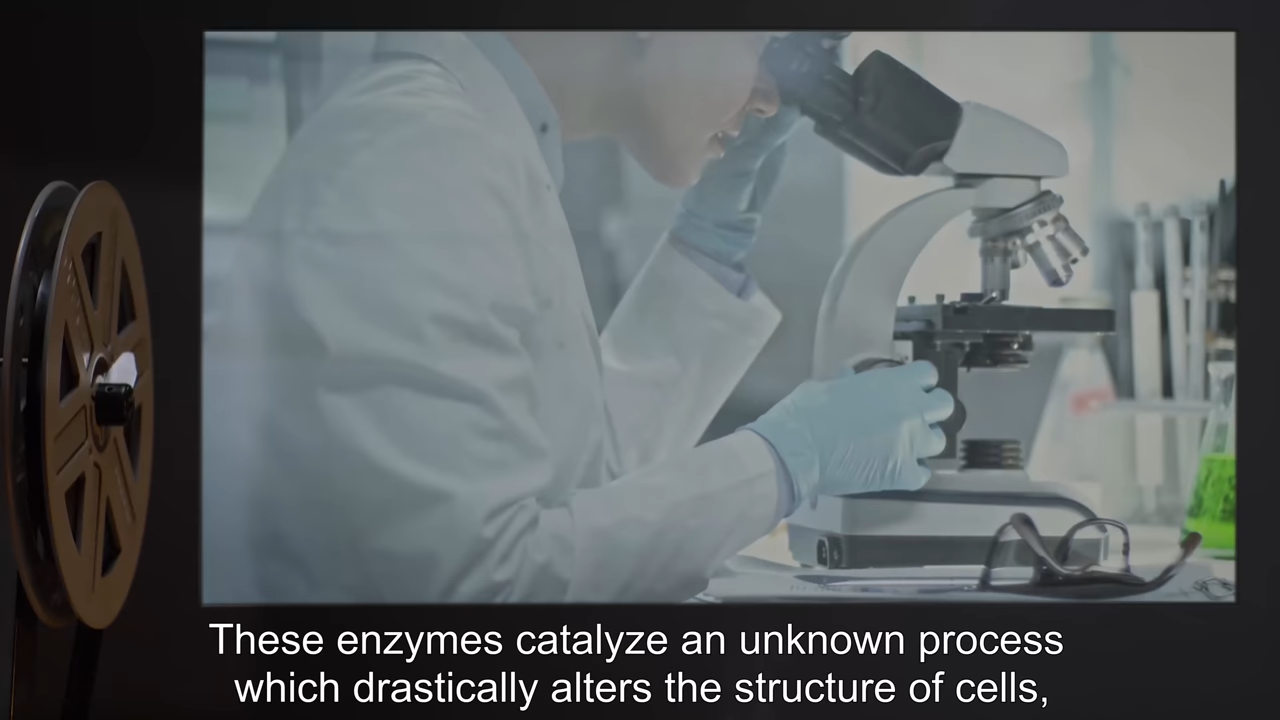 These enzymes catalyze an unknown process
which drastically alters the structure of cells,